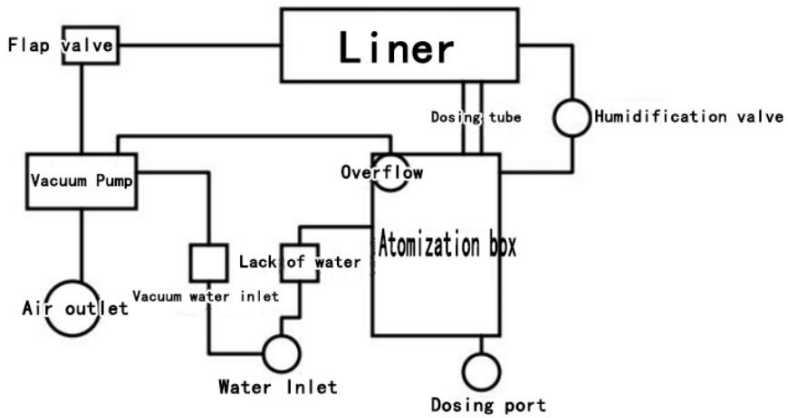 Liner
Flap valve
Dosing tube
Humidification valve
Overflow
Vacuum Pump
Atomization box
Lack of water
Vacuum water inlet
Air outlet
Water Inlet
Dosing port